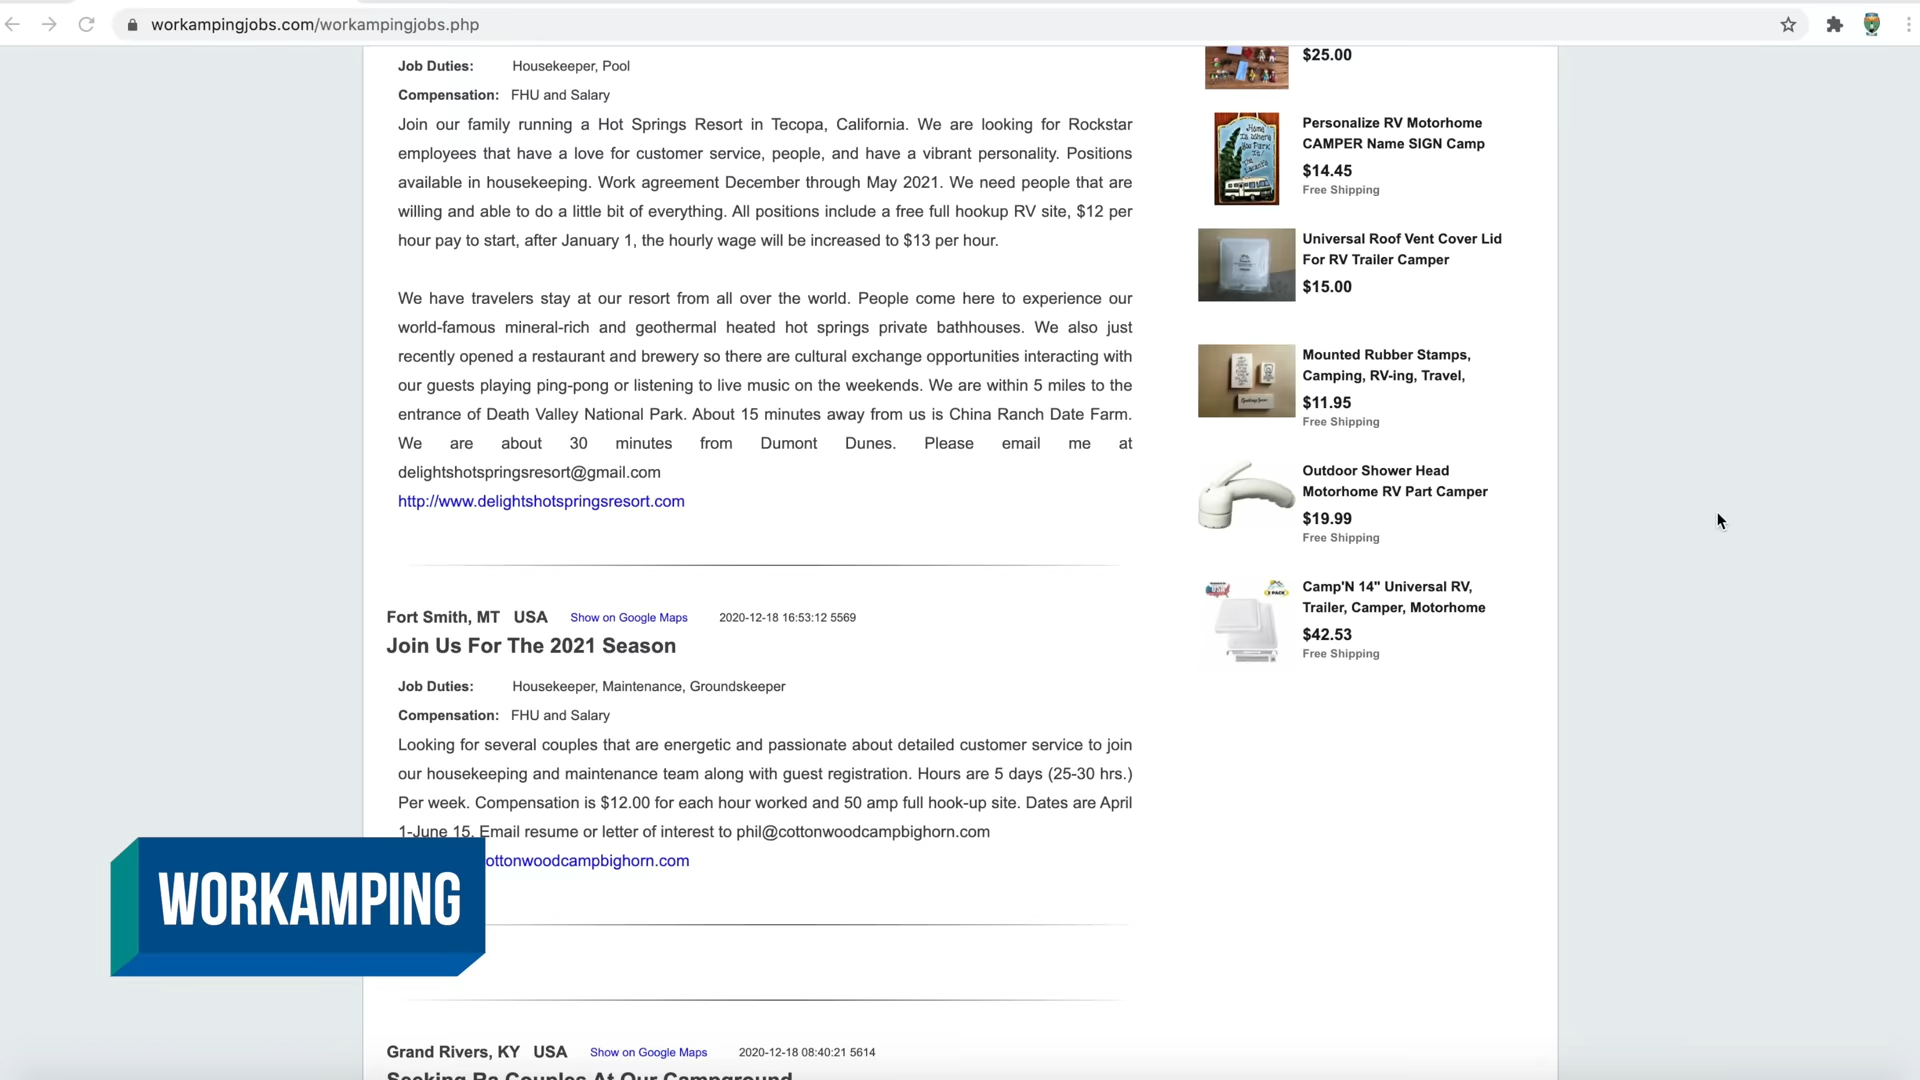 workampingjobs.com/workampingjobs.php
Job Duties: Housekeeper, Pool
Compensation: FHU and Salary
Join our family running a Hot Springs Resort in Tecopa, California. We are looking for Rockstar
employees that have a love for customer service, people, and have a vibrant personality. Positions
available in housekeeping. Work agreement December through May 2021. We need people that are
willing and able to do a little bit of everything. All positions include a free full hookup RV site, $12 per
hour pay to start, after January 1, the hourly wage will be increased to $13 per hour.
We have travelers stay at our resort from all over the world. People come here to experience our
world-famous mineral-rich and geothermal heated hot springs private bathhouses. We also just
recently opened a restaurant and brewery so there are cultural exchange opportunities interacting with
our guests playing ping-pong or listening to live music on the weekends. We are within 5 miles to the
entrance of Death Valley National Park. About 15 minutes away from us is China Ranch Date Farm.
We are about 30 minutes from Dumont Dunes. Please email me at
delightshotspringsresort@gmail.com
http://www.delightshotspringsresort.com
Fort Smith, MT USA Show on Google Maps 2020-12-18 16:53:12 5569
Join Us For The 2021 Season
Job Duties: Housekeeper, Maintenance, Groundskeeper
Compensation: FHU and Salary
Looking for several couples that are energetic and passionate about detailed customer service to join
our housekeeping and maintenance team along with guest registration. Hours are 5 days (25-30 hrs.)
Per week. Compensation is $12.00 for each hour worked and 50 amp full hook-up site. Dates are April
1-June 15. Email resume or letter of interest to phil@cottonwoodcampbighorn.com
ottonwoodcampbighorn.com
WORKAMPING
Grand Rivers, KY USA Show on Google Maps 2020-12-18 08:40:21 5614
Seeking Rs Couples At Our Campground
$25.00
Personalize RV Motorhome
CAMPER Name SIGN Camp
$14.45
Free Shipping
Universal Roof Vent Cover Lid
For RV Trailer Camper
$15.00
Mounted Rubber Stamps,
Camping, RV-ing, Travel,
$11.95
Free Shipping
Outdoor Shower Head
Motorhome RV Part Camper
$19.99
Free Shipping
Camp'N 14" Universal RV,
Trailer, Camper, Motorhome
$42.53
Free Shipping